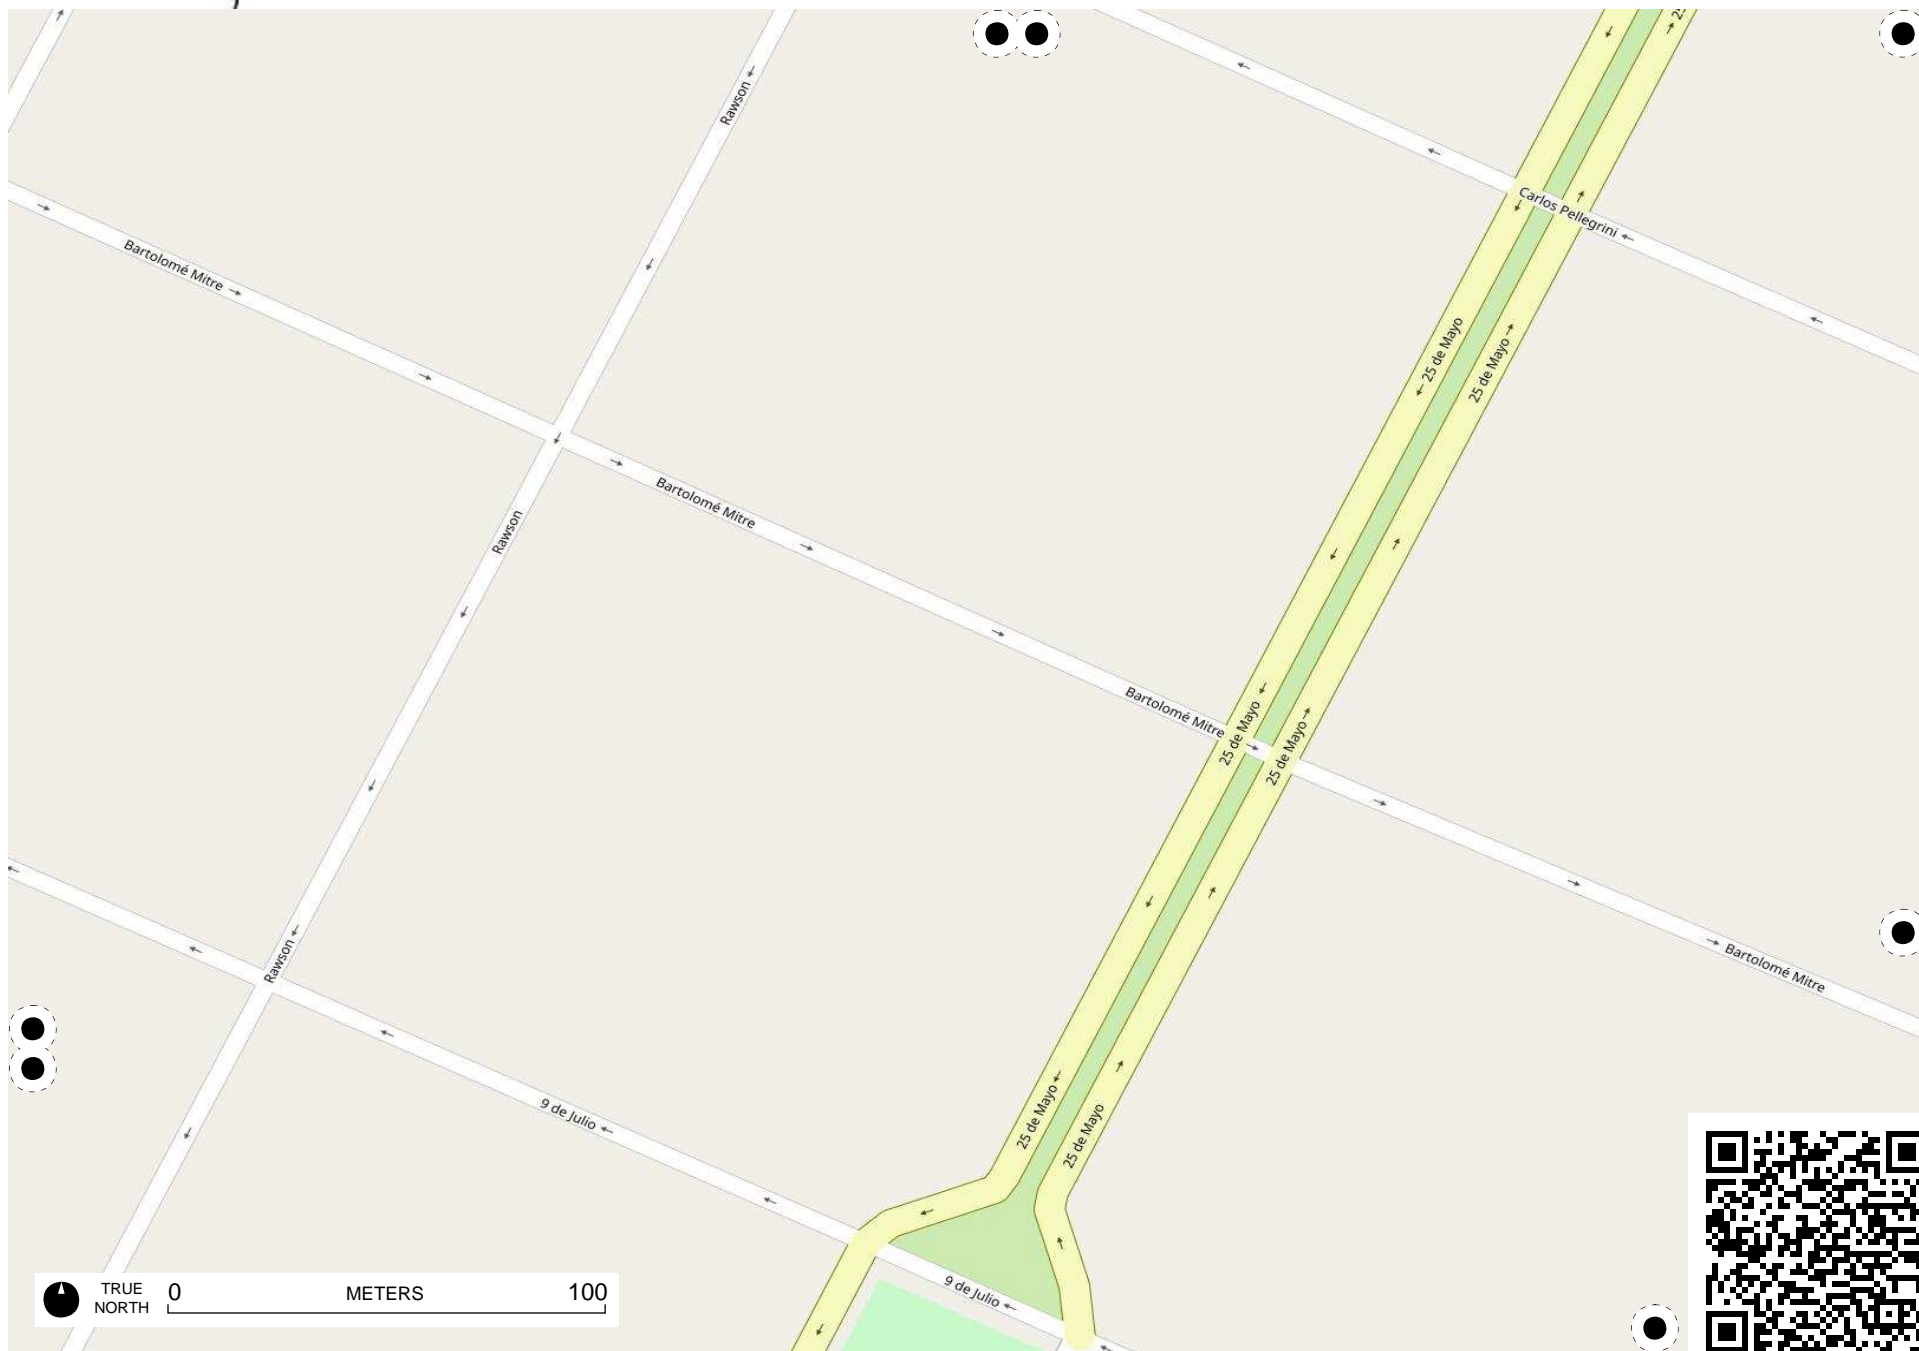 Rawson
Carlos Pellegrini
Bartolomé Mitre
25 de Mayo
25 de Mayo
Bartolomé Mitre
Rawson
Bartolomé Mitre
25 de Mayo
25 de Mayo
Rawson
Bartolomé Mitre
9 de Julio
25 de Mayo
25 de Mayo
9 de Julio
TRUE
NORTH
0 METERS 100